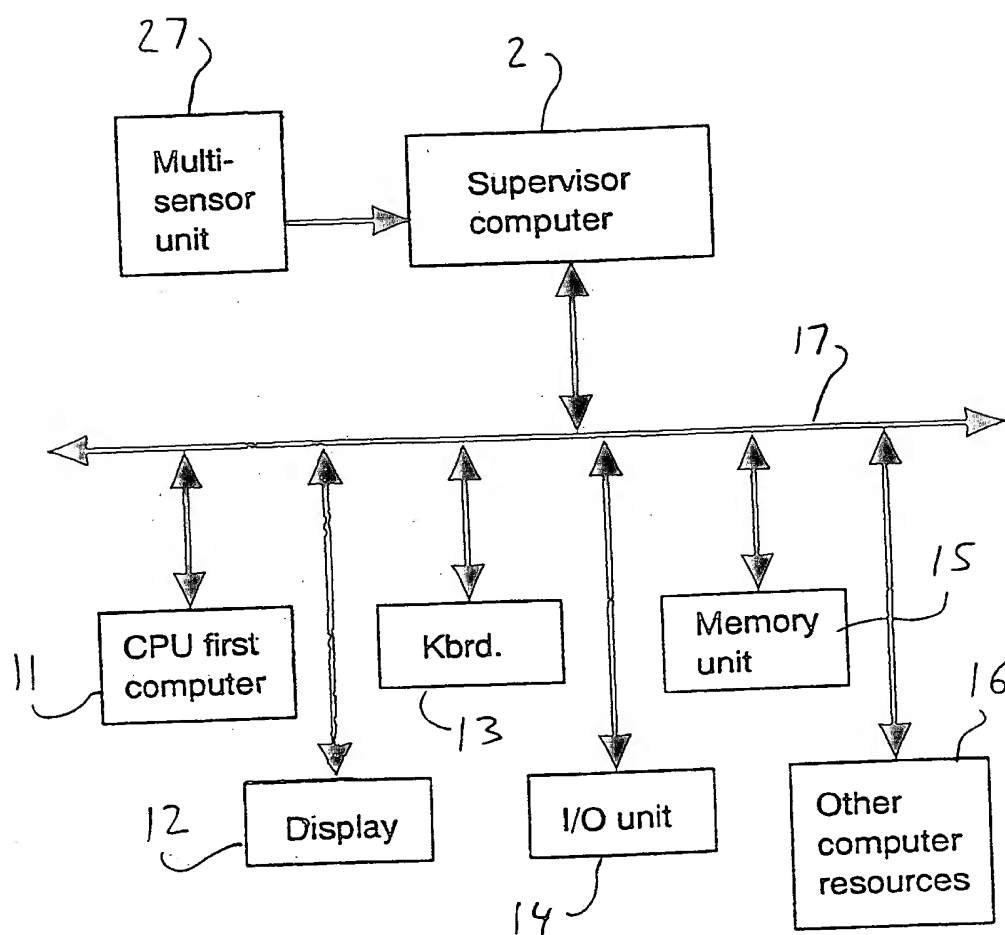 27
2
Multi-
sensor
unit
Supervisor
computer
17
15
CPU first
computer
Kbrd.
Memory
unit
11
13
16
12
Display
I/O unit
Other
computer
resources
14